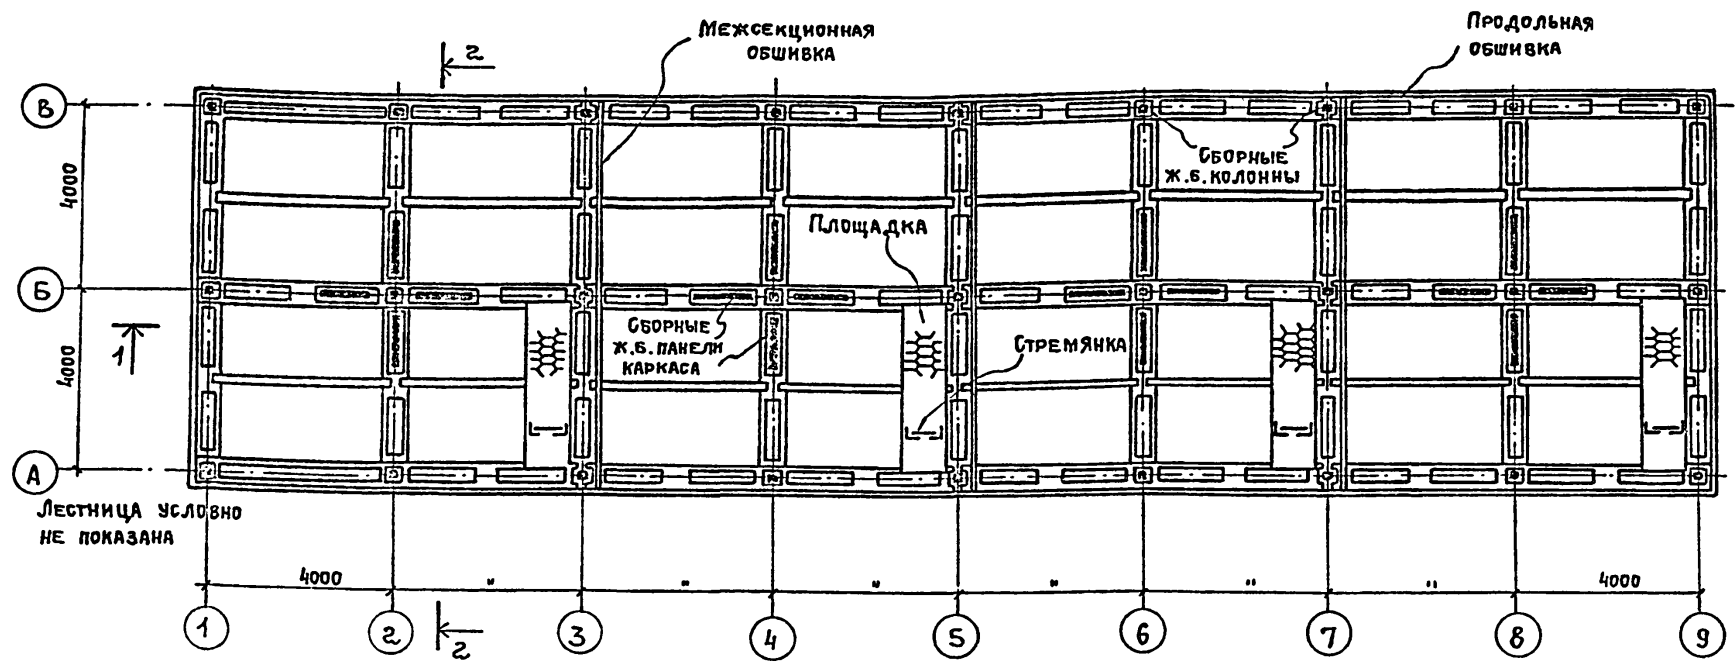 2
МЕЖСЕКЦИОННАЯ
ОБШИВКА
ПРОДОЛЬНАЯ
ОБШИВКА
В
4000
СБОРНЫЕ
Ж.Б. КОЛОННЫ
ПЛОЩАДКА
Б
1
4000
СБОРНЫЕ
Ж.Б. ПАНЕЛИ
КАРКАСА
СТРЕМЯНКА
А
ЛЕСТНИЦА УСЛОВНО
НЕ ПОКАЗАНА
4000 " " " " " " 4000
1 2 3 4 5 6 7 8 9
2